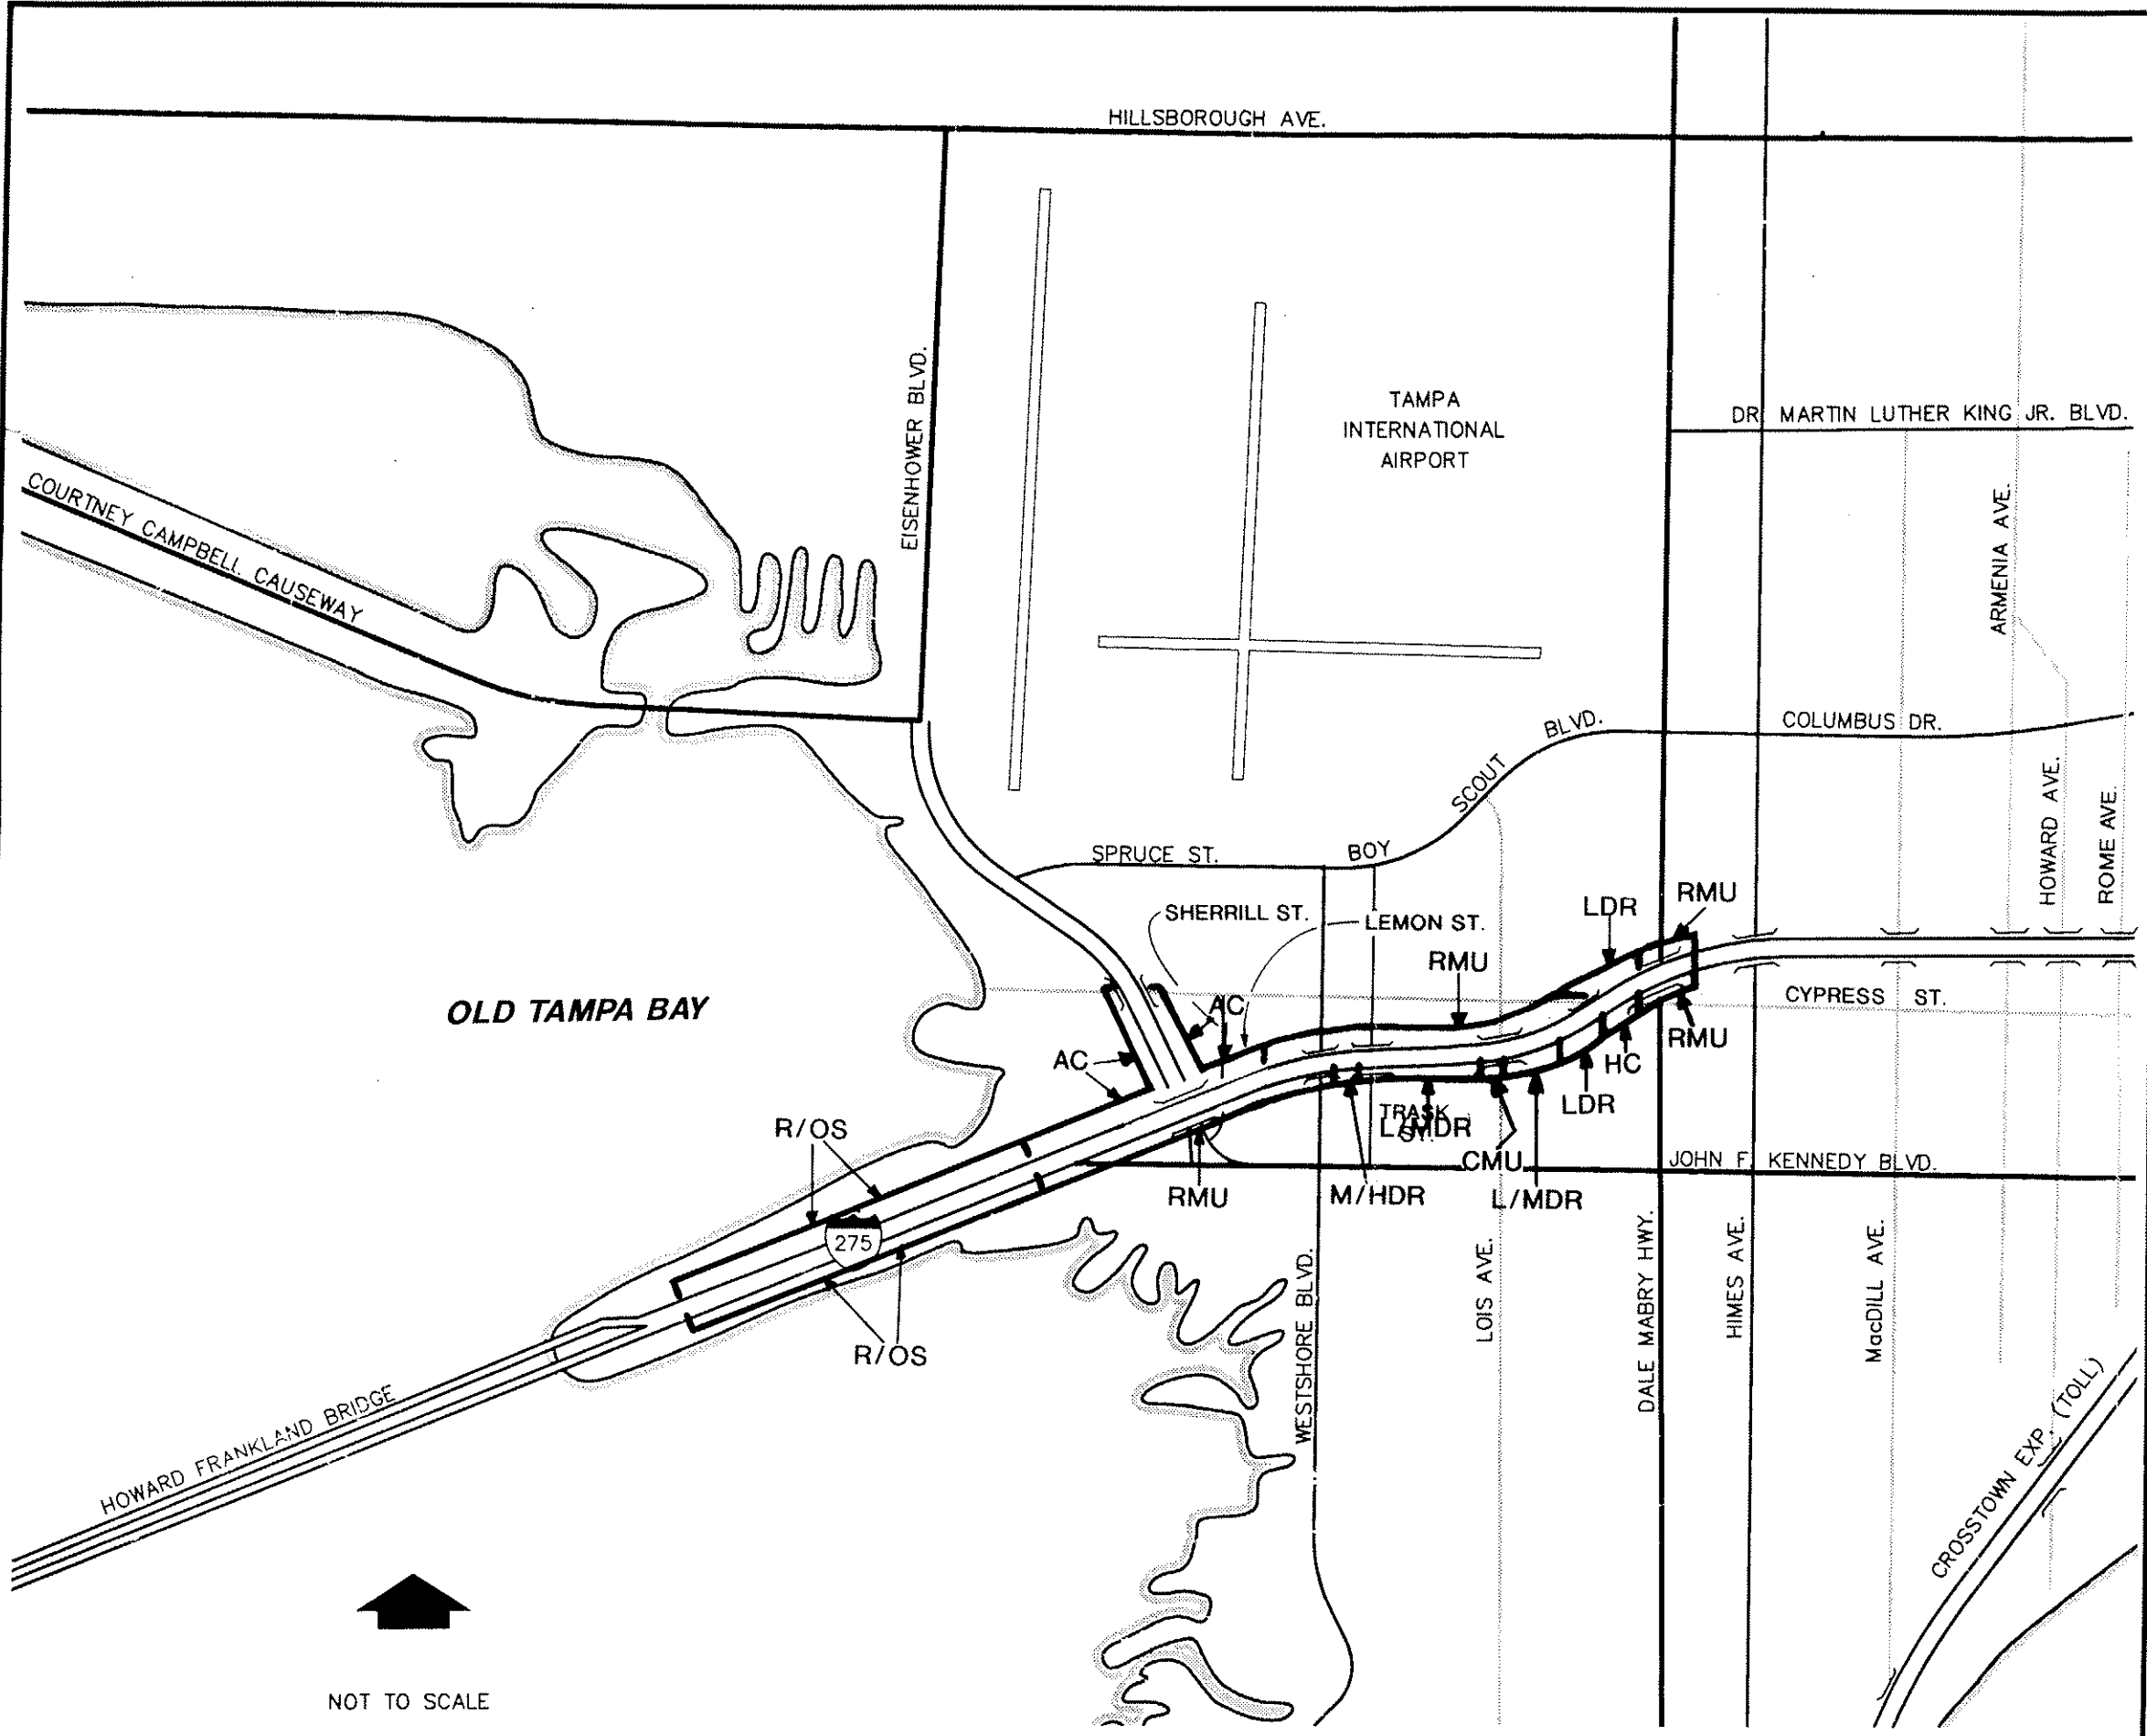 HILLSBOROUGH AVE.
EISENHOWER BLVD.
TAMPA
INTERNATIONAL
AIRPORT
DR. MARTIN LUTHER KING JR. BLVD.
COURTNEY CAMPBELL CAUSEWAY
ARMENIA AVE.
BOY SCOUT BLVD.
COLUMBUS DR.
HOWARD AVE.
ROME AVE.
SPRUCE ST.
SHERRILL ST.
LEMON ST.
LDR
RMU
RMU
OLD TAMPA BAY
AC
AC
CYPRESS ST.
RMU
HC
LDR
TRASK
ST.
L/MDR
CMU
R/OS
JOHN F. KENNEDY BLVD.
RMU
M/HDR
L/MDR
275
R/OS
WESTSHORE BLVD.
LOIS AVE.
DALE MABRY HWY.
HIMES AVE.
MacDILL AVE.
HOWARD FRANKLAND BRIDGE
CROSSTOWN EXP. (TOLL)
NOT TO SCALE